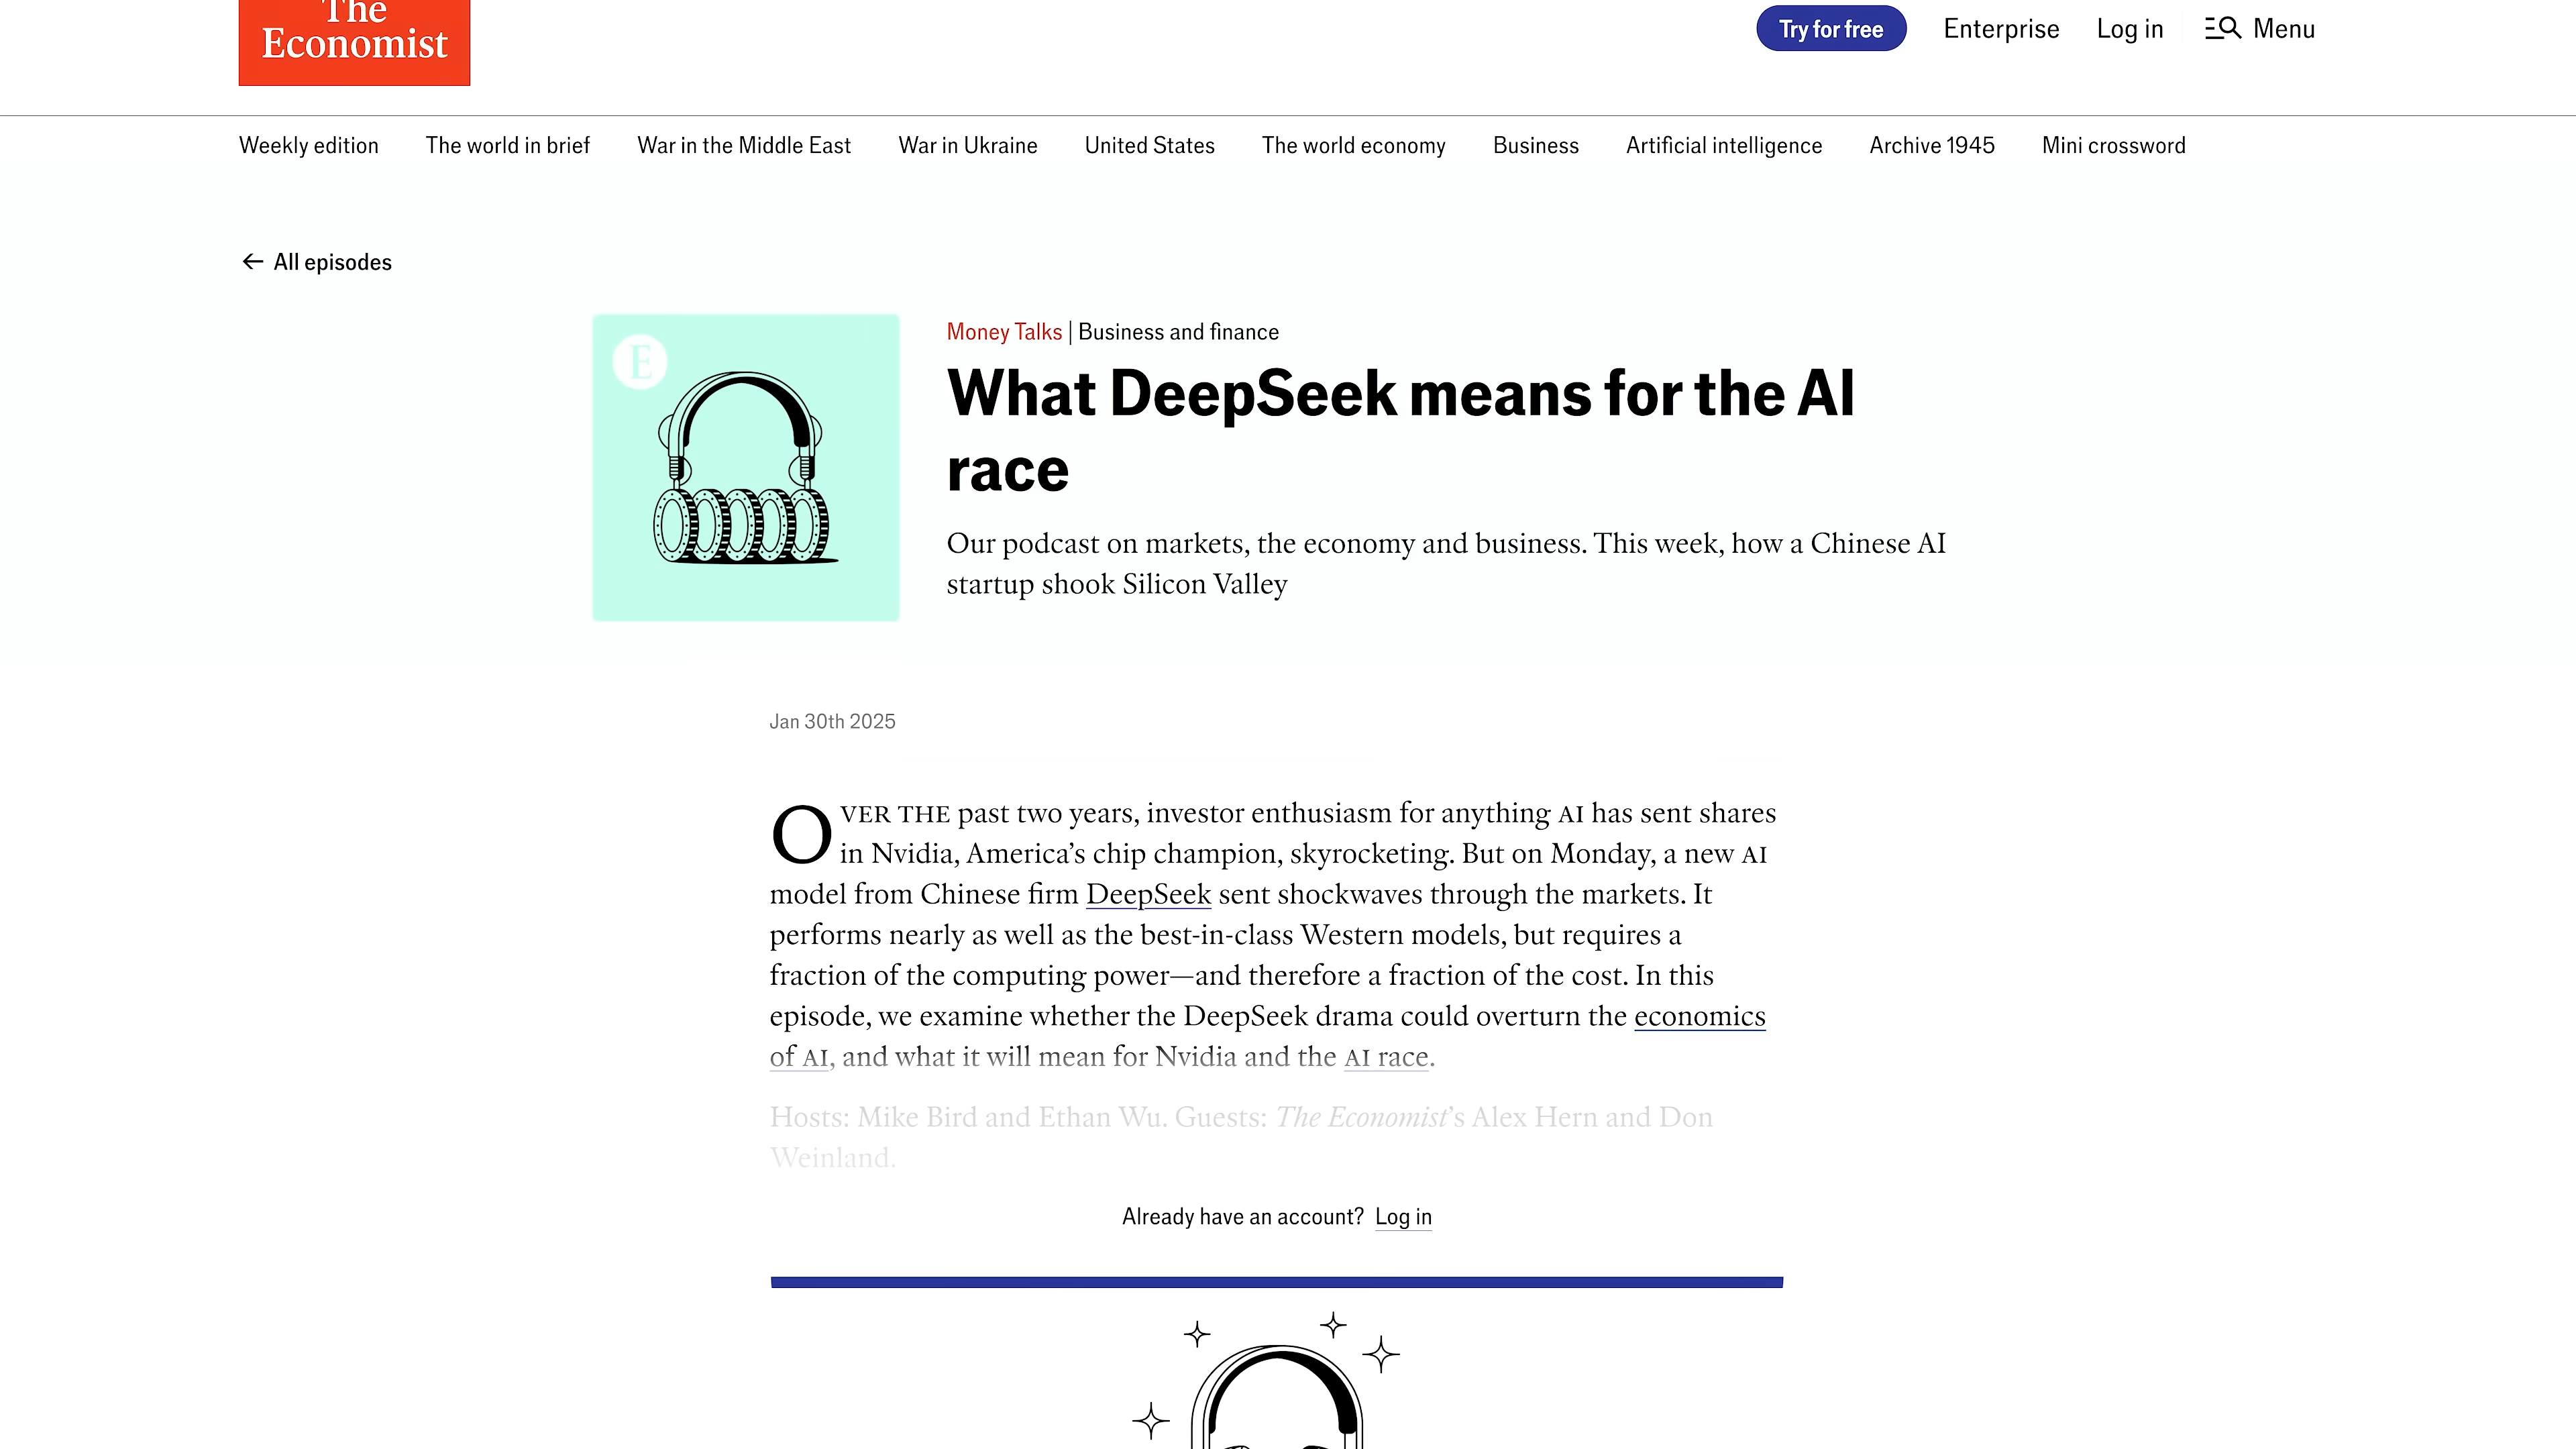 The
Economist
Try for free
Enterprise
Log in
Menu
Weekly edition
The world in brief
War in the Middle East
War in Ukraine
United States
The world economy
Business
Artificial intelligence
Archive 1945
Mini crossword
← All episodes
E
Money Talks | Business and finance
What DeepSeek means for the AI
race
Our podcast on markets, the economy and business. This week, how a Chinese AI
startup shook Silicon Valley
Jan 30th 2025
OVER THE past two years, investor enthusiasm for anything AI has sent shares
in Nvidia, America’s chip champion, skyrocketing. But on Monday, a new AI
model from Chinese firm DeepSeek sent shockwaves through the markets. It
performs nearly as well as the best-in-class Western models, but requires a
fraction of the computing power—and therefore a fraction of the cost. In this
episode, we examine whether the DeepSeek drama could overturn the economics
of AI, and what it will mean for Nvidia and the AI race.
Hosts: Mike Bird and Ethan Wu. Guests: The Economist’s Alex Hern and Don
Weinland.
Already have an account? Log in